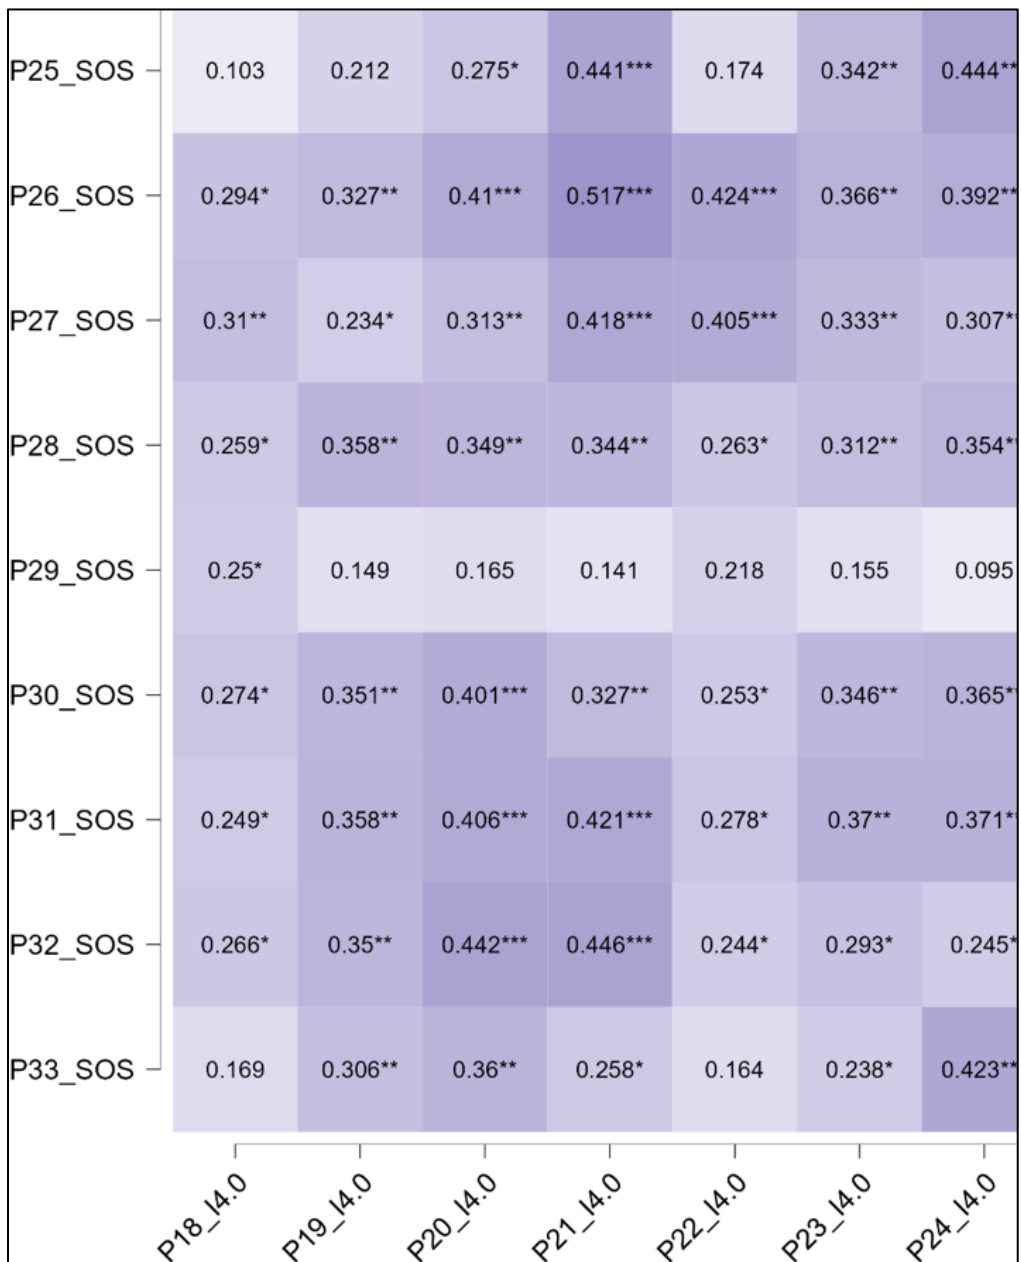 P25_SOS 0.103 0.212 0.275* 0.441*** 0.174 0.342** 0.444**
P26_SOS 0.294* 0.327** 0.41*** 0.517*** 0.424*** 0.366** 0.392**
P27_SOS 0.31** 0.234* 0.313** 0.418*** 0.405*** 0.333** 0.307*
P28_SOS 0.259* 0.358** 0.349** 0.344** 0.263* 0.312** 0.354*
P29_SOS 0.25* 0.149 0.165 0.141 0.218 0.155 0.095
P30_SOS 0.274* 0.351** 0.401*** 0.327** 0.253* 0.346** 0.365*
P31_SOS 0.249* 0.358** 0.406*** 0.421*** 0.278* 0.37** 0.371*
P32_SOS 0.266* 0.35** 0.442*** 0.446*** 0.244* 0.293* 0.245*
P33_SOS 0.169 0.306** 0.36** 0.258* 0.164 0.238* 0.423**
P18_I4.0 P19_I4.0 P20_I4.0 P21_I4.0 P22_I4.0 P23_I4.0 P24_I4.0